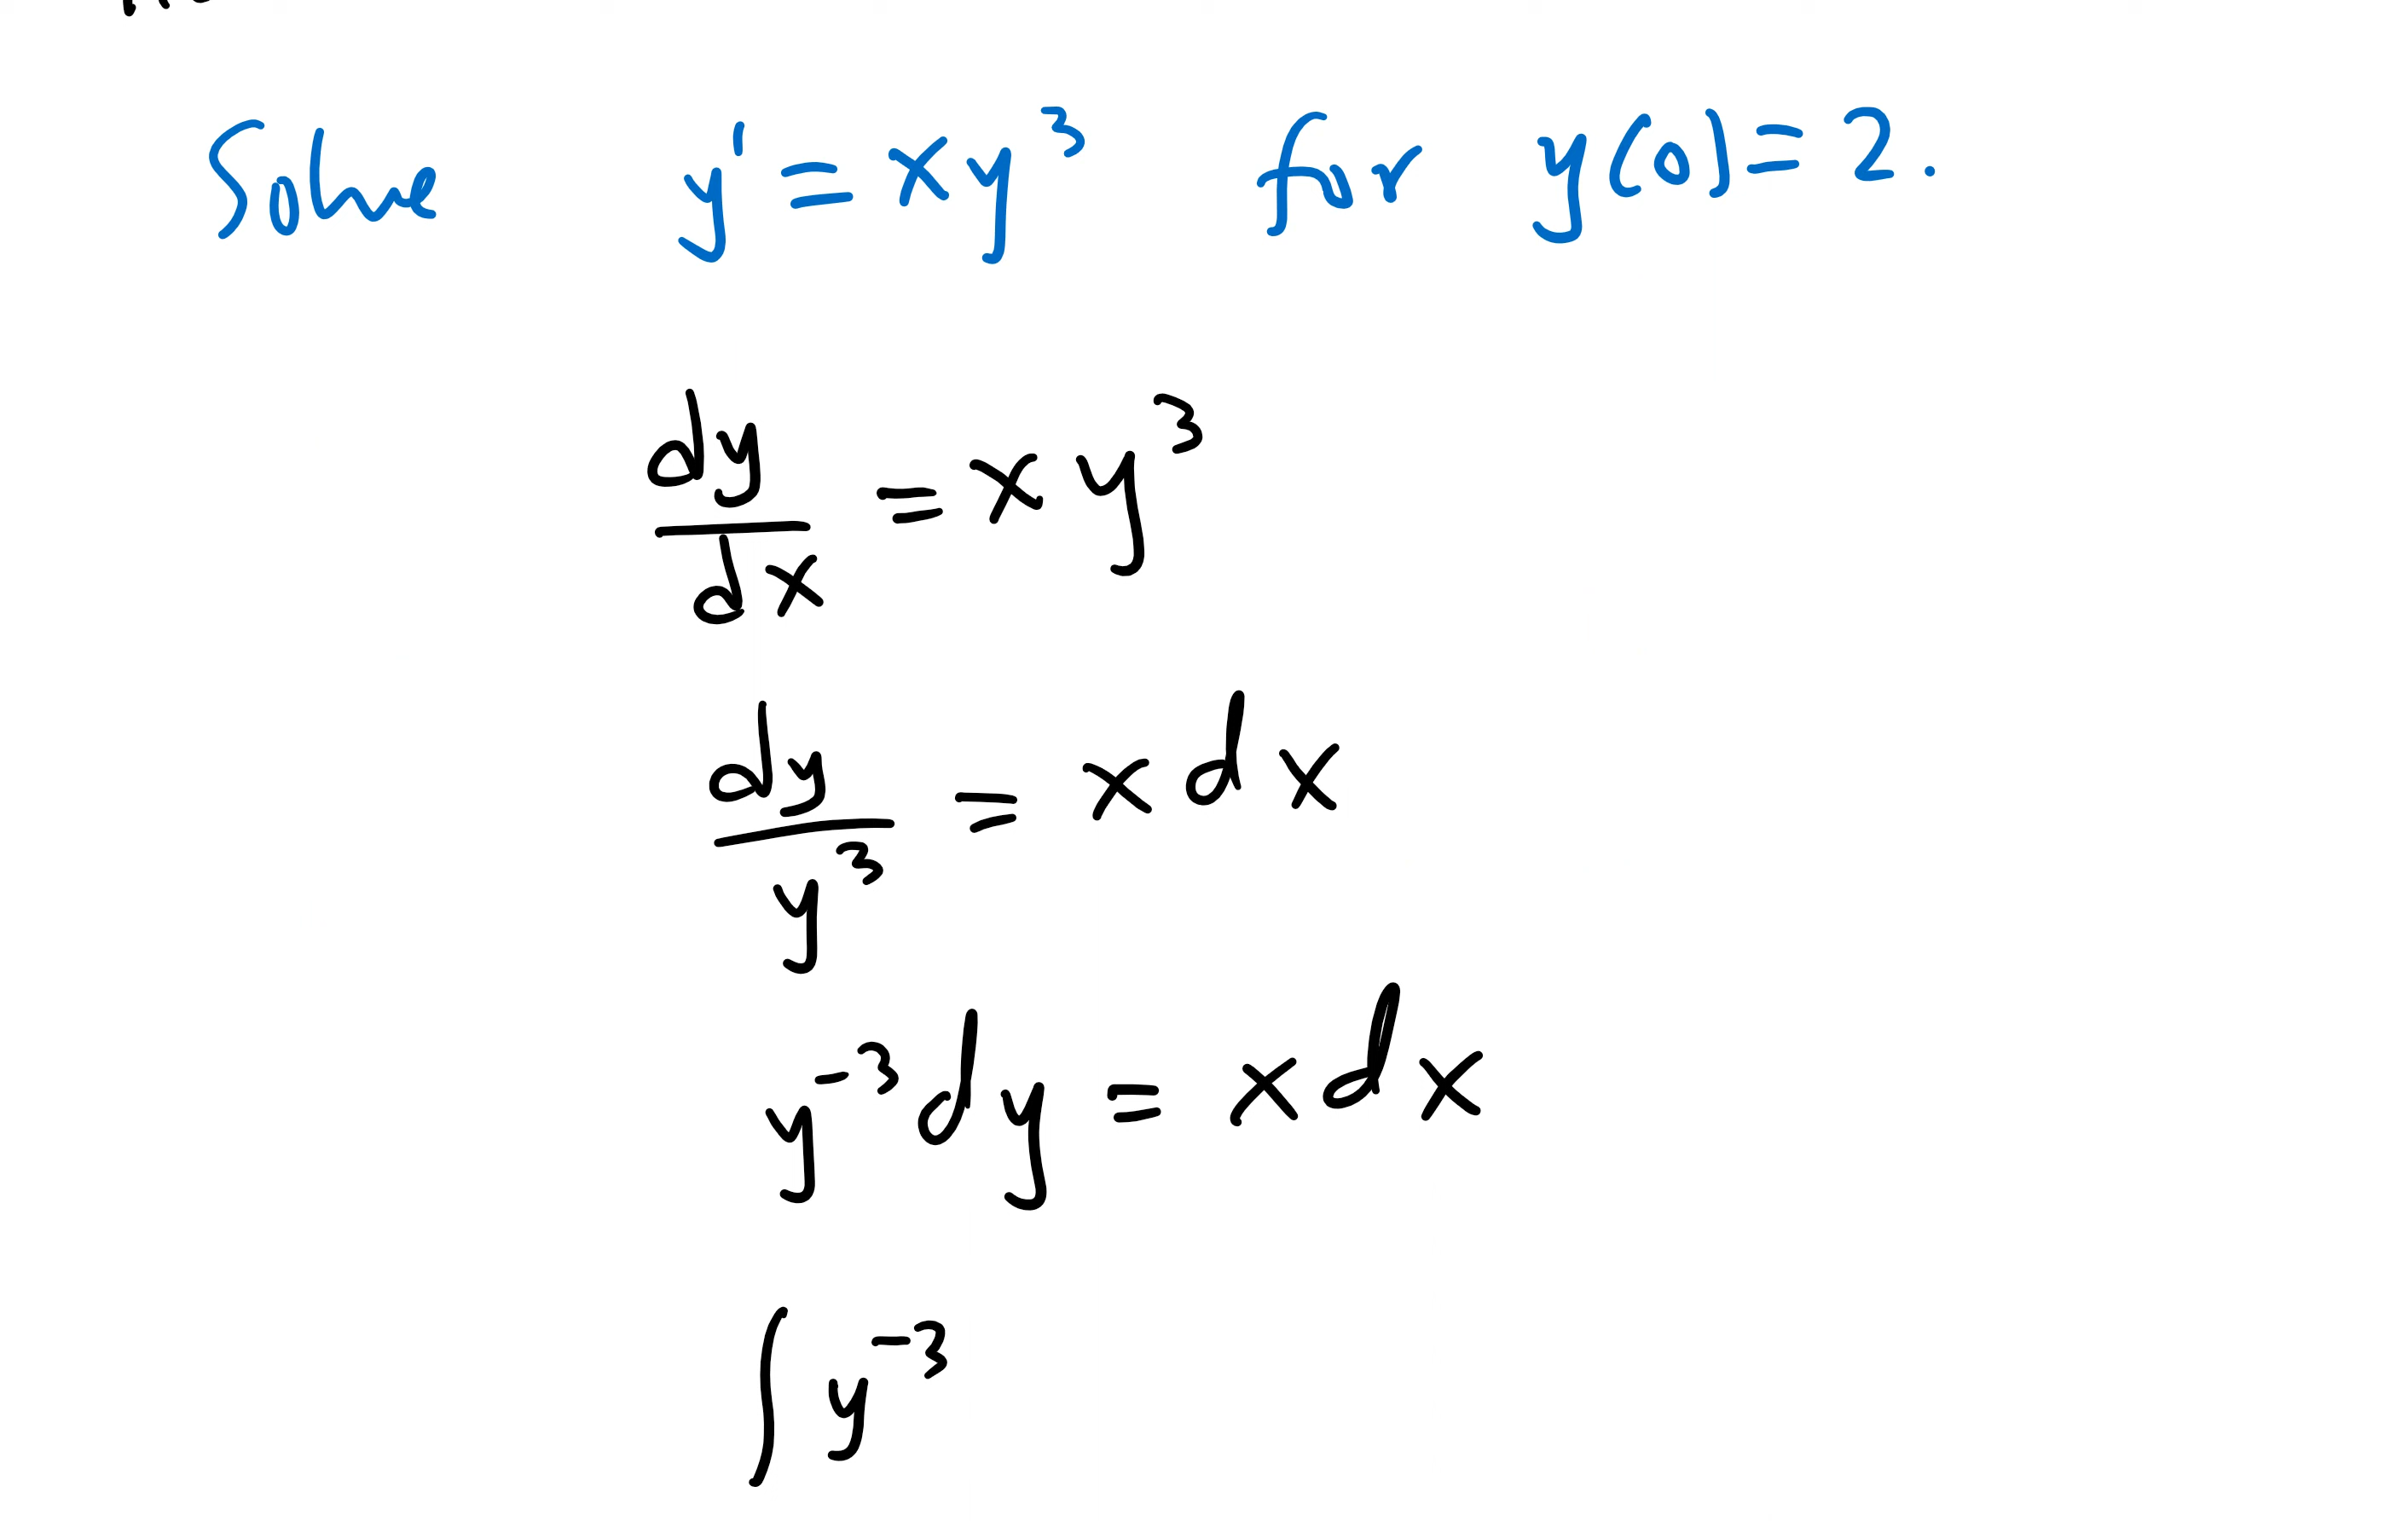 Solve y' = xy³ for y(0)=2.
dy/dx = xy³
dy/y³ = x dx
y⁻³ dy = x dx
∫ y⁻³